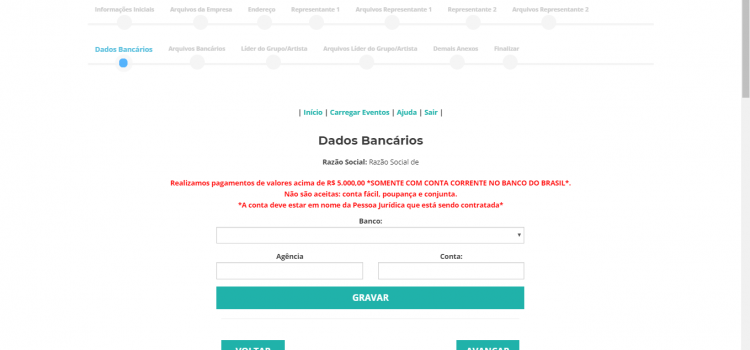 Informações Iniciais Arquivos da Empresa Endereço Representante 1 Arquivos Representante 1 Representante 2 Arquivos Representante 2
Dados Bancários Arquivos Bancários Líder do Grupo/Artista Arquivos Líder do Grupo/Artista Demais Anexos Finalizar
| Início | Carregar Eventos | Ajuda | Sair |
Dados Bancários
Razão Social: Razão Social de
Realizamos pagamentos de valores acima de R$ 5.000,00 *SOMENTE COM CONTA CORRENTE NO BANCO DO BRASIL*.
Não são aceitas: conta fácil, poupança e conjunta.
*A conta deve estar em nome da Pessoa Jurídica que está sendo contratada*
Banco:
Agência Conta:
GRAVAR
VOLTAR AVANÇAR